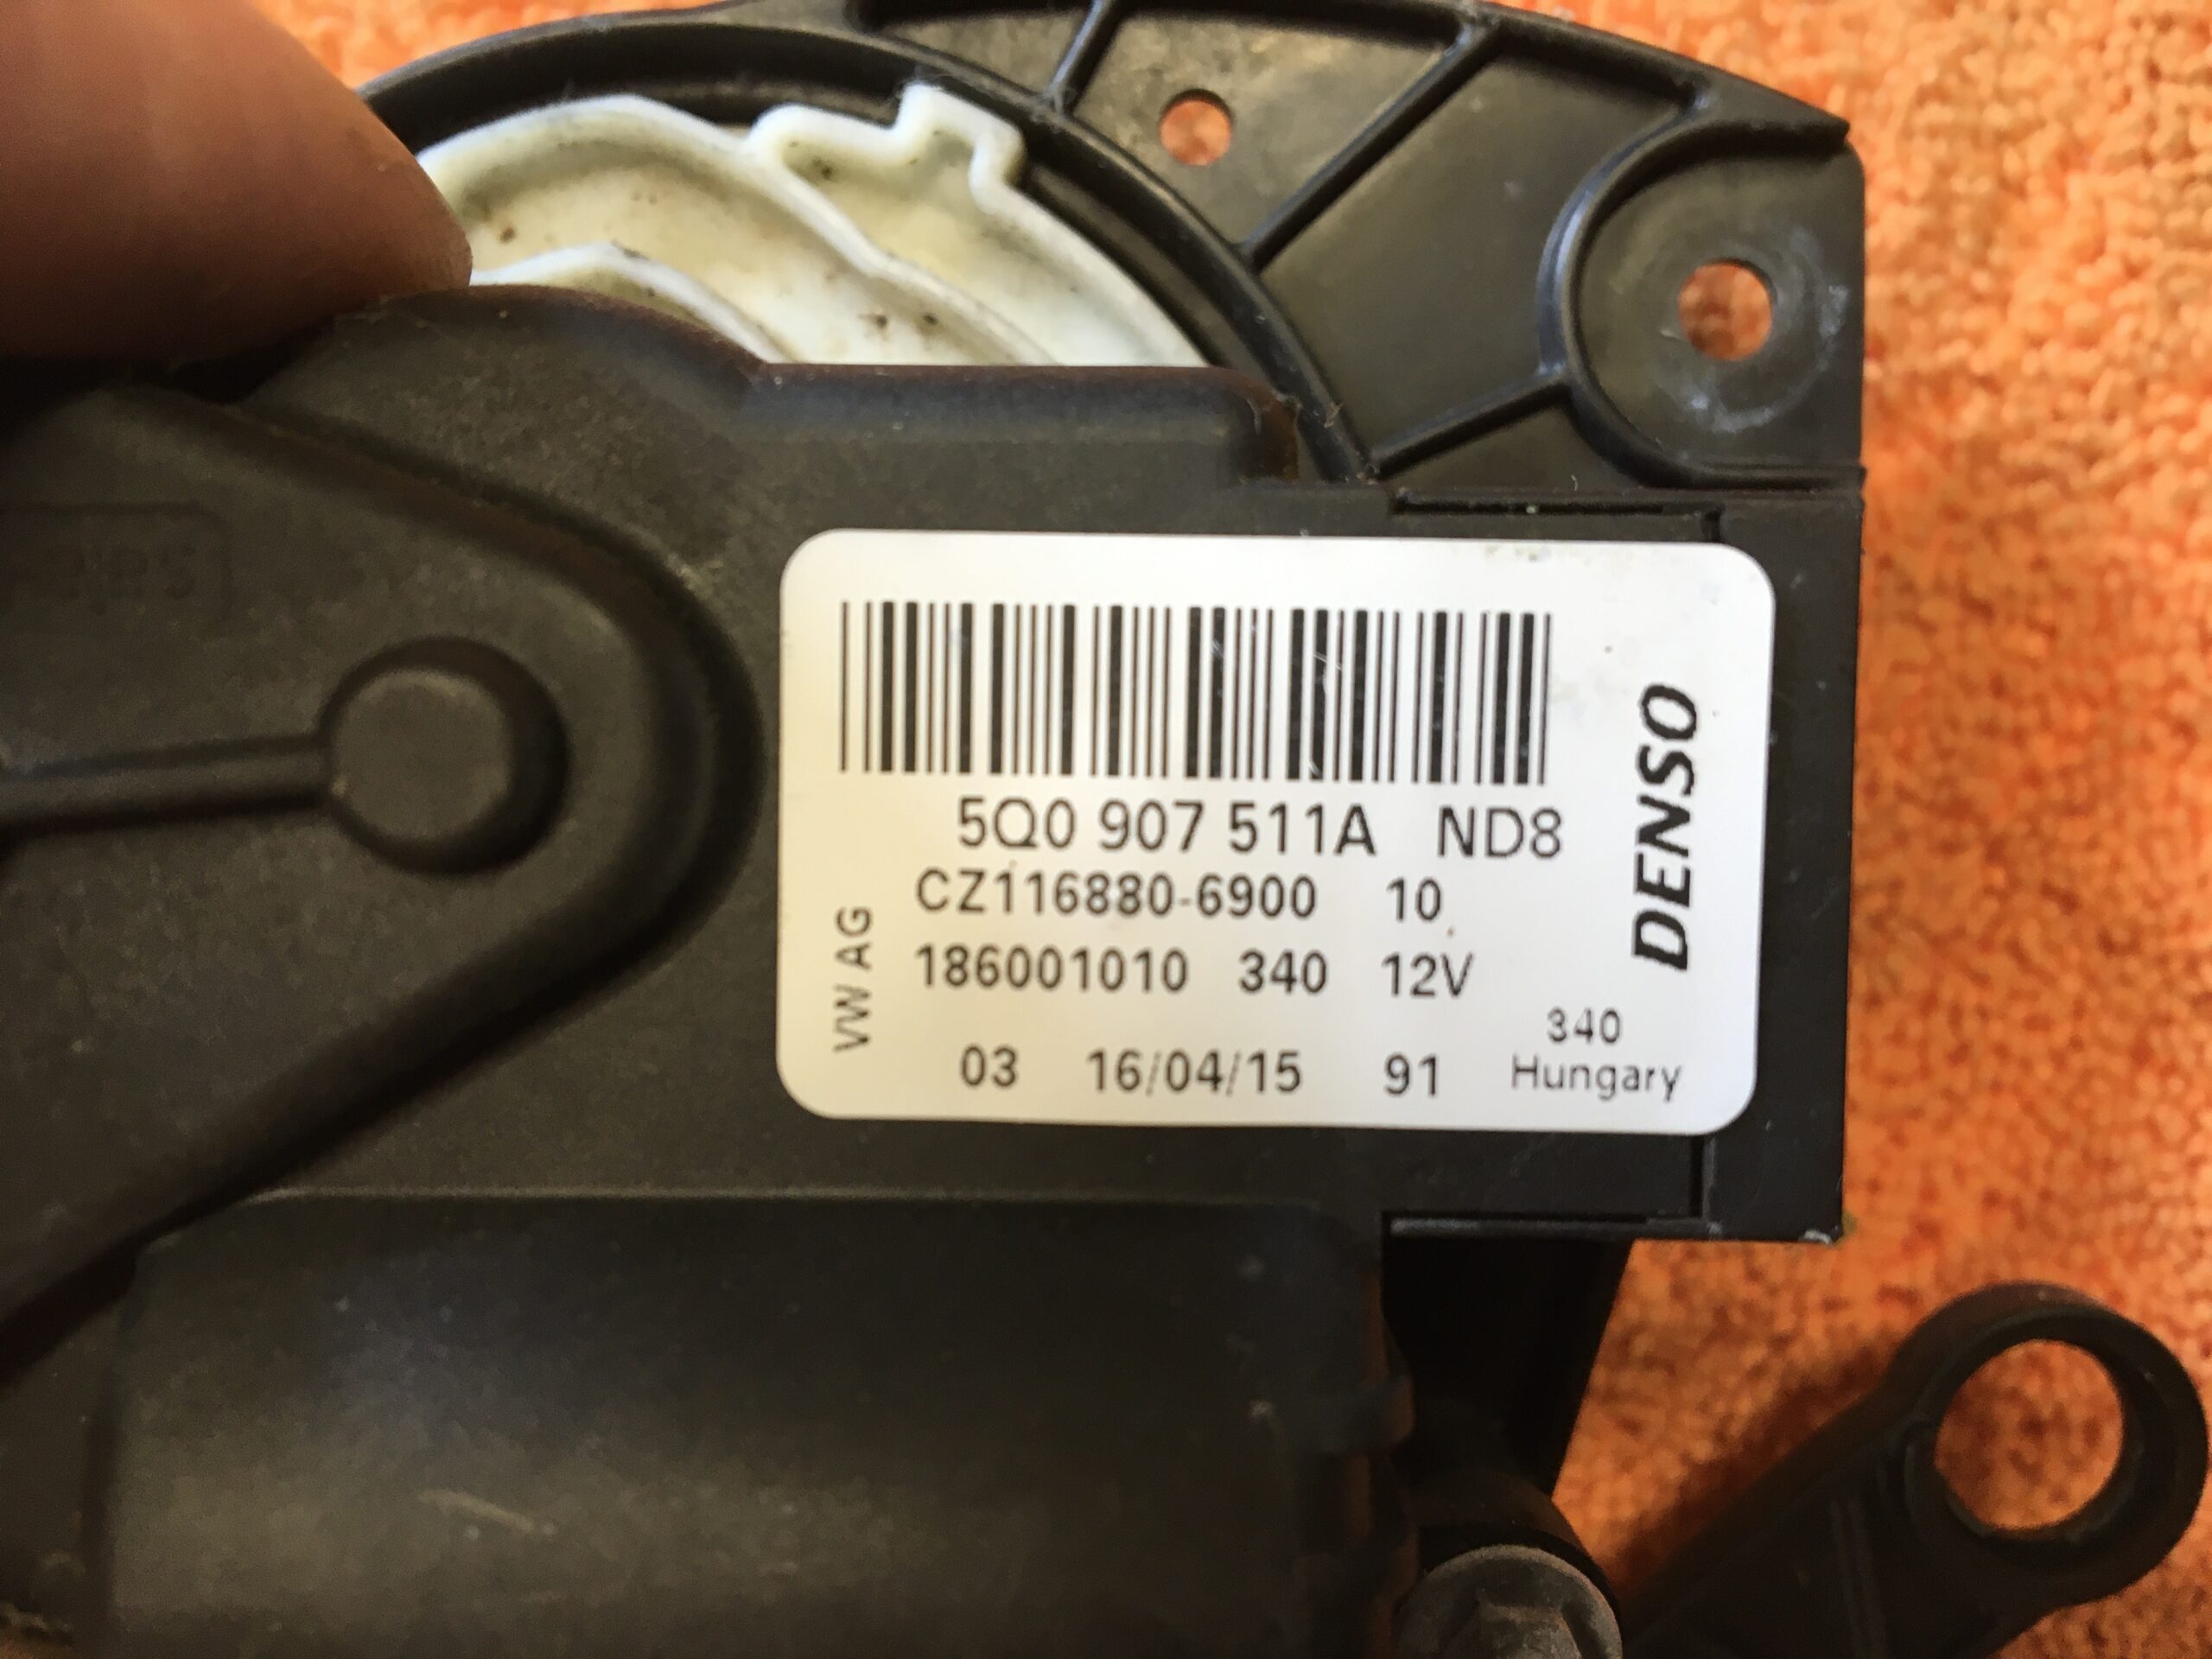 5Q0 907 511A ND8
CZ116880-6900 10
186001010 340 12V
03 16/04/15 91
340
Hungary
VW AG
DENSO